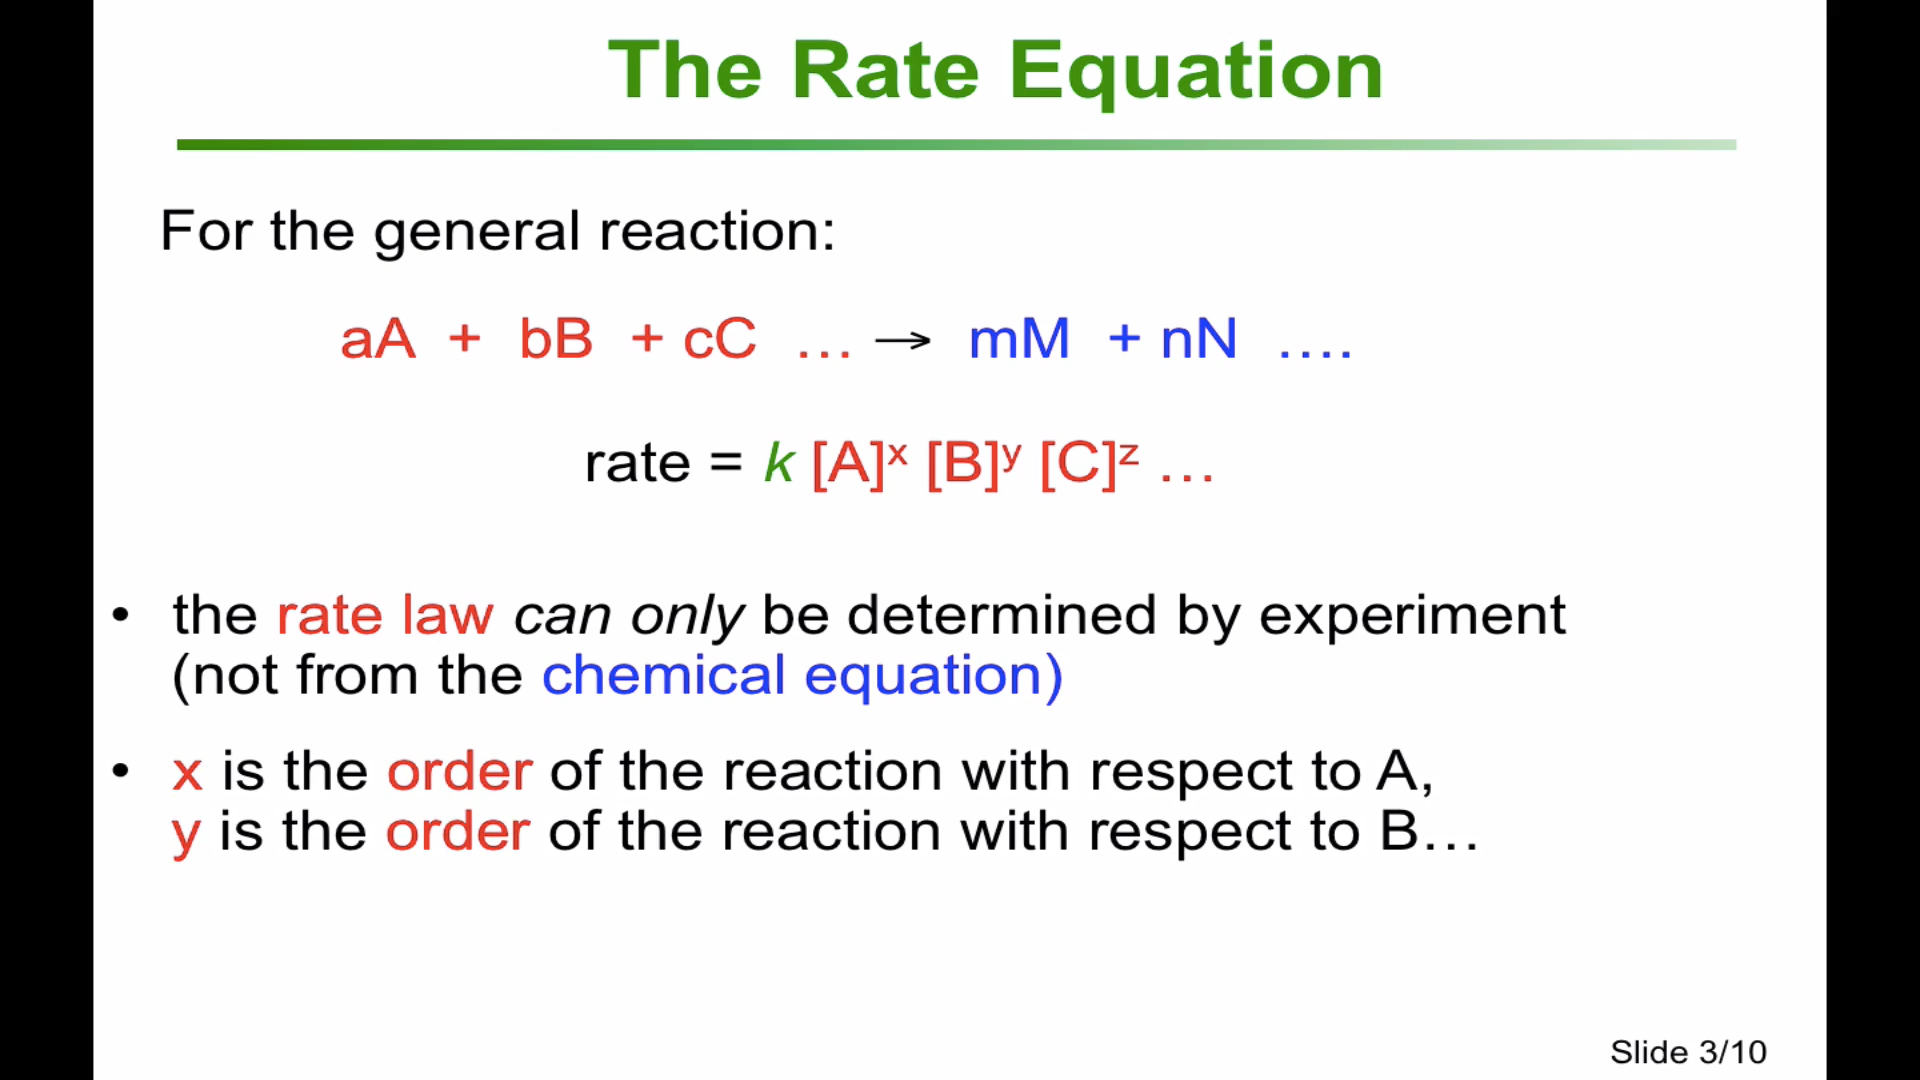 The Rate Equation
For the general reaction:
aA + bB + cC … → mM + nN ….
rate = k [A]ˣ [B]ʸ [C]ᶻ …
• the rate law can only be determined by experiment
(not from the chemical equation)
• x is the order of the reaction with respect to A,
y is the order of the reaction with respect to B…
Slide 3/10